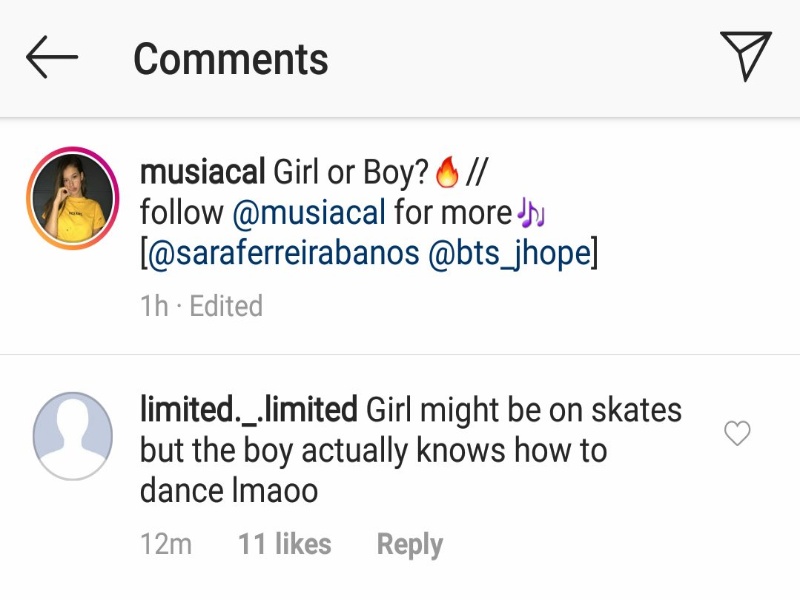 Comments
musiacal Girl or Boy?🔥 //
follow @musiacal for more🎶
[@saraferreirabanos @bts_jhope]
1h · Edited
limited._.limited Girl might be on skates
but the boy actually knows how to
dance lmaoo
12m 11 likes Reply